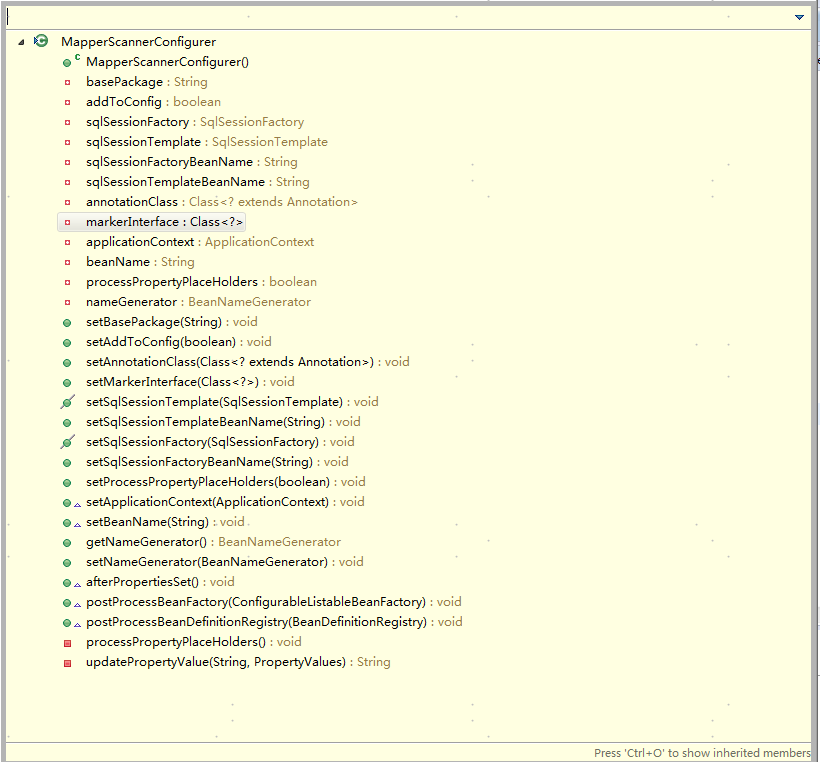 MapperScannerConfigurer
MapperScannerConfigurer()
basePackage : String
addToConfig : boolean
sqlSessionFactory : SqlSessionFactory
sqlSessionTemplate : SqlSessionTemplate
sqlSessionFactoryBeanName : String
sqlSessionTemplateBeanName : String
annotationClass : Class<? extends Annotation>
markerInterface : Class<?>
applicationContext : ApplicationContext
beanName : String
processPropertyPlaceHolders : boolean
nameGenerator : BeanNameGenerator
setBasePackage(String) : void
setAddToConfig(boolean) : void
setAnnotationClass(Class<? extends Annotation>) : void
setMarkerInterface(Class<?>) : void
setSqlSessionTemplate(SqlSessionTemplate) : void
setSqlSessionTemplateBeanName(String) : void
setSqlSessionFactory(SqlSessionFactory) : void
setSqlSessionFactoryBeanName(String) : void
setProcessPropertyPlaceHolders(boolean) : void
setApplicationContext(ApplicationContext) : void
setBeanName(String) : void
getNameGenerator() : BeanNameGenerator
setNameGenerator(BeanNameGenerator) : void
afterPropertiesSet() : void
postProcessBeanFactory(ConfigurableListableBeanFactory) : void
postProcessBeanDefinitionRegistry(BeanDefinitionRegistry) : void
processPropertyPlaceHolders() : void
updatePropertyValue(String, PropertyValues) : String
Press 'Ctrl+O' to show inherited members